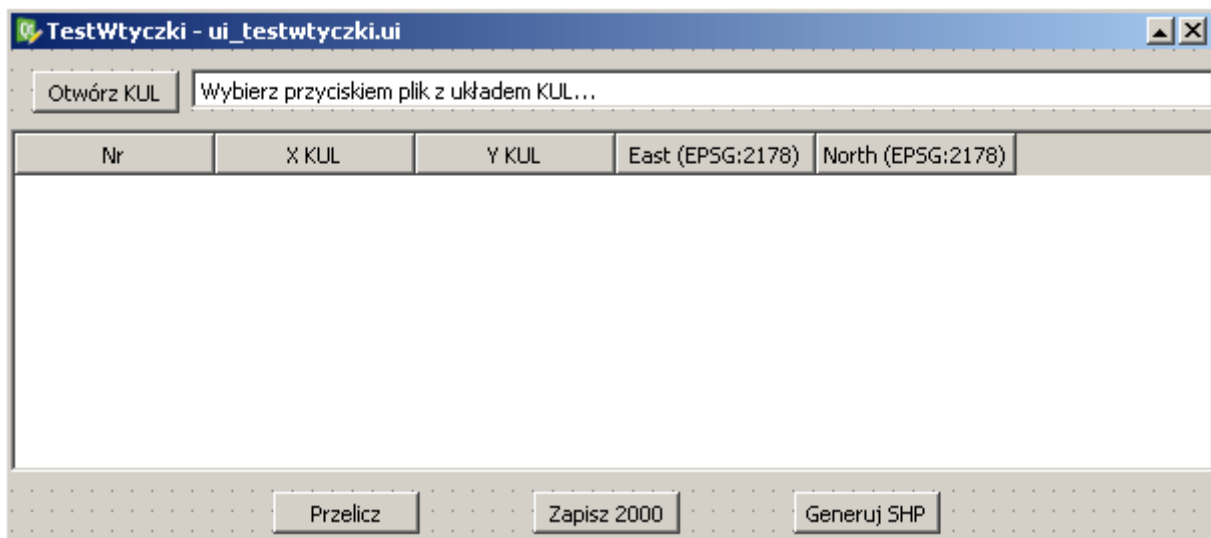 TestWtyczki - ui_testwtyczki.ui
Otwórz KUL Wybierz przyciskiem plik z układem KUL...
Nr X KUL Y KUL East (EPSG:2178) North (EPSG:2178)
Przelicz Zapisz 2000 Generuj SHP